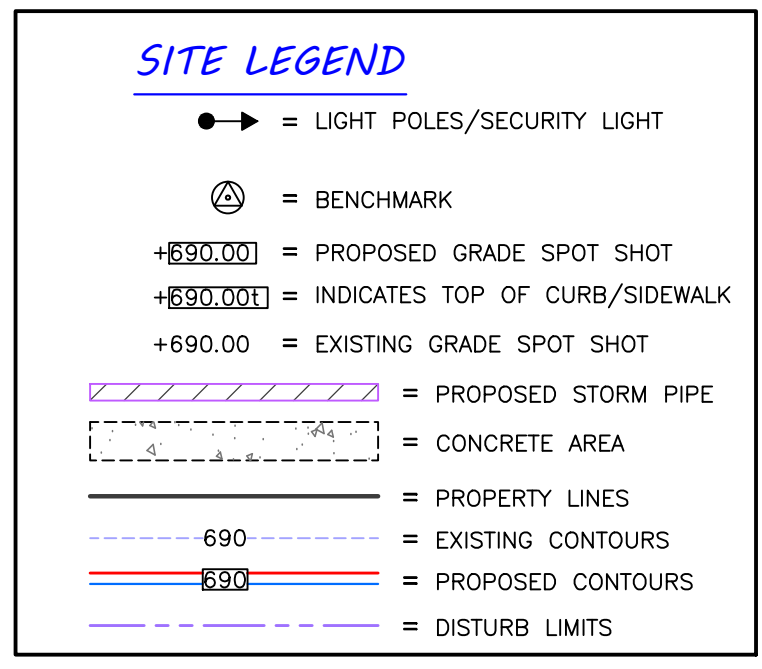 SITE LEGEND
= LIGHT POLES/SECURITY LIGHT
= BENCHMARK
+690.00 = PROPOSED GRADE SPOT SHOT
+690.00t = INDICATES TOP OF CURB/SIDEWALK
+690.00 = EXISTING GRADE SPOT SHOT
= PROPOSED STORM PIPE
= CONCRETE AREA
= PROPERTY LINES
690 = EXISTING CONTOURS
690 = PROPOSED CONTOURS
= DISTURB LIMITS